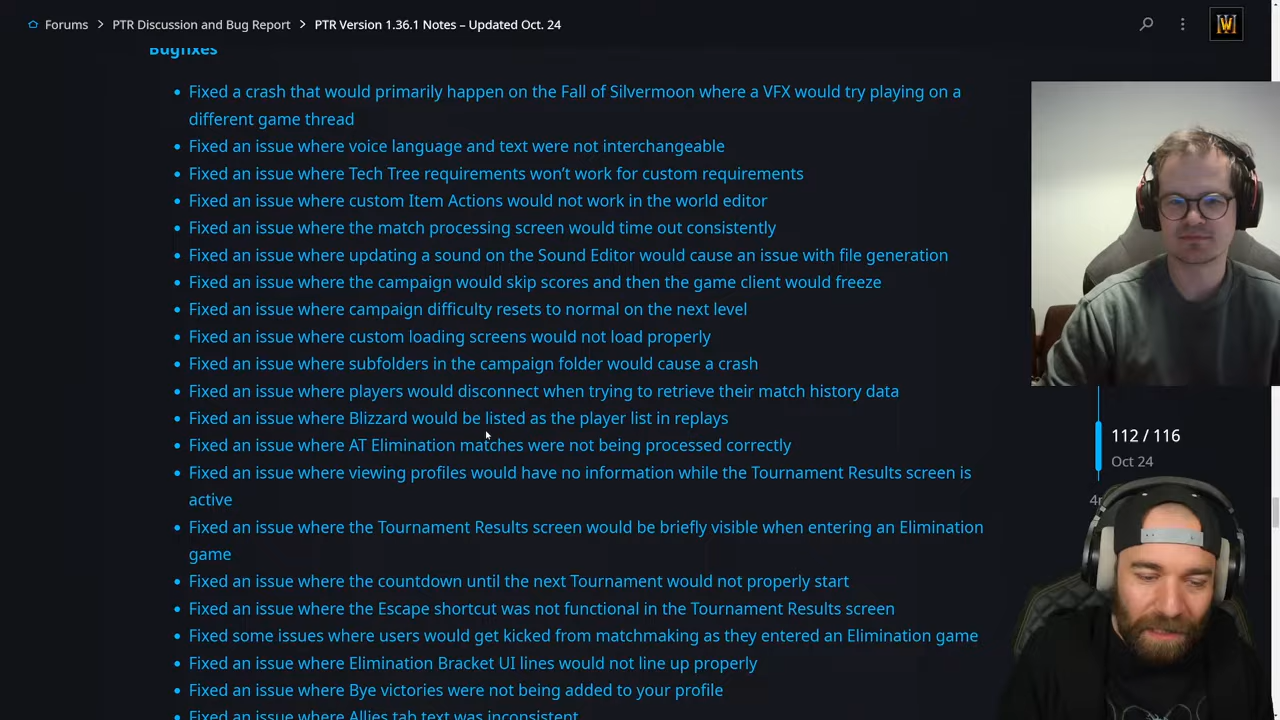 Forums > PTR Discussion and Bug Report > PTR Version 1.36.1 Notes – Updated Oct. 24
Bugfixes
• Fixed a crash that would primarily happen on the Fall of Silvermoon where a VFX would try playing on a
different game thread
• Fixed an issue where voice language and text were not interchangeable
• Fixed an issue where Tech Tree requirements won’t work for custom requirements
• Fixed an issue where custom Item Actions would not work in the world editor
• Fixed an issue where the match processing screen would time out consistently
• Fixed an issue where updating a sound on the Sound Editor would cause an issue with file generation
• Fixed an issue where the campaign would skip scores and then the game client would freeze
• Fixed an issue where campaign difficulty resets to normal on the next level
• Fixed an issue where custom loading screens would not load properly
• Fixed an issue where subfolders in the campaign folder would cause a crash
• Fixed an issue where players would disconnect when trying to retrieve their match history data
• Fixed an issue where Blizzard would be listed as the player list in replays
• Fixed an issue where AT Elimination matches were not being processed correctly
• Fixed an issue where viewing profiles would have no information while the Tournament Results screen is
active
• Fixed an issue where the Tournament Results screen would be briefly visible when entering an Elimination
game
• Fixed an issue where the countdown until the next Tournament would not properly start
• Fixed an issue where the Escape shortcut was not functional in the Tournament Results screen
• Fixed some issues where users would get kicked from matchmaking as they entered an Elimination game
• Fixed an issue where Elimination Bracket UI lines would not line up properly
• Fixed an issue where Bye victories were not being added to your profile
• Fixed an issue where Allies tab text was inconsistent
112 / 116
Oct 24